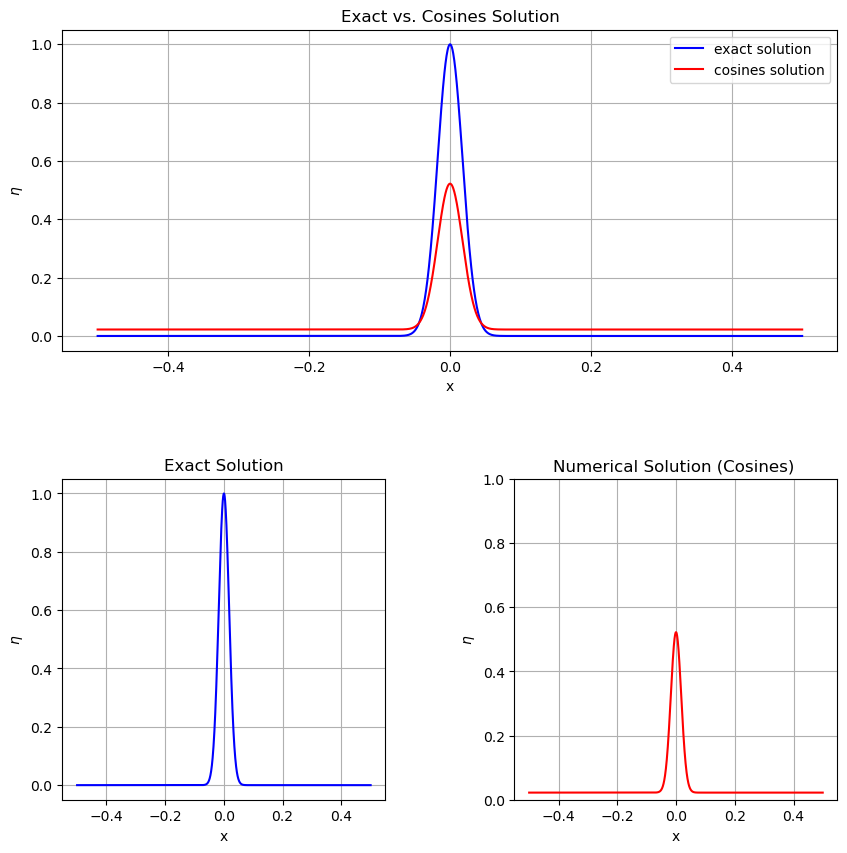 Exact vs. Cosines Solution
1.0
0.8
0.6
0.4
0.2
0.0
η
exact solution
cosines solution
−0.4 −0.2 0.0 0.2 0.4
x
Exact Solution
1.0
0.8
0.6
0.4
0.2
0.0
η
−0.4 −0.2 0.0 0.2 0.4
x
Numerical Solution (Cosines)
1.0
0.8
0.6
0.4
0.2
0.0
η
−0.4 −0.2 0.0 0.2 0.4
x